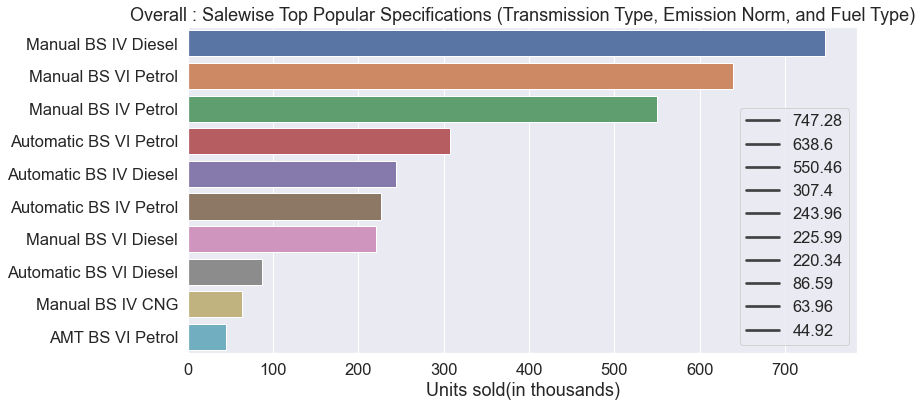 Overall : Salewise Top Popular Specifications (Transmission Type, Emission Norm, and Fuel Type)
Manual BS IV Diesel
Manual BS VI Petrol
Manual BS IV Petrol
Automatic BS VI Petrol
Automatic BS IV Diesel
Automatic BS IV Petrol
Manual BS VI Diesel
Automatic BS VI Diesel
Manual BS IV CNG
AMT BS VI Petrol
747.28
638.6
550.46
307.4
243.96
225.99
220.34
86.59
63.96
44.92
0 100 200 300 400 500 600 700
Units sold(in thousands)